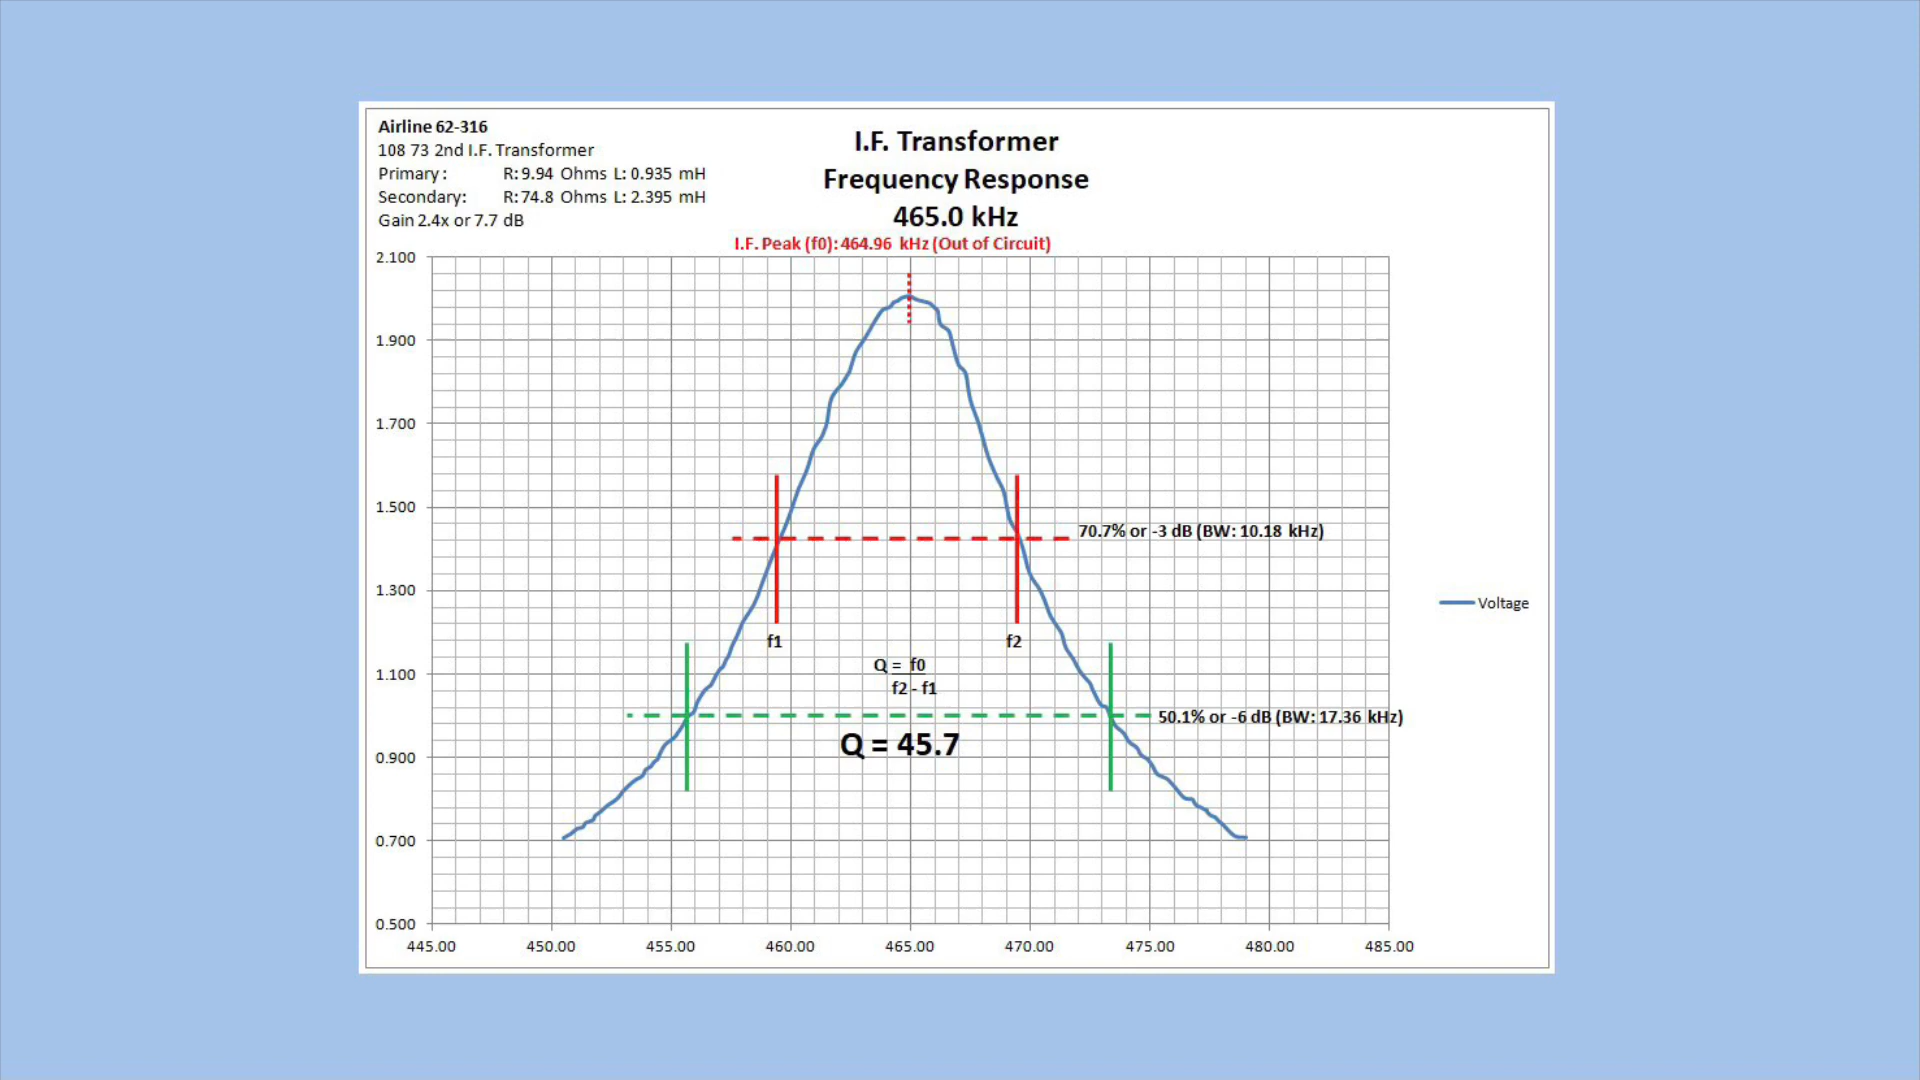 Airline 62-316
108 73 2nd I.F. Transformer
Primary: R: 9.94 Ohms L: 0.935 mH
Secondary: R: 74.8 Ohms L: 2.395 mH
Gain 2.4x or 7.7 dB
I.F. Transformer
Frequency Response
465.0 kHz
I.F. Peak (f0): 464.96 kHz (Out of Circuit)
2.100
1.900
1.700
1.500
1.300
1.100
0.900
0.700
0.500
70.7% or -3 dB (BW: 10.18 kHz)
f1
f2
Q = f0
f2 - f1
50.1% or -6 dB (BW: 17.36 kHz)
Q = 45.7
Voltage
445.00 450.00 455.00 460.00 465.00 470.00 475.00 480.00 485.00